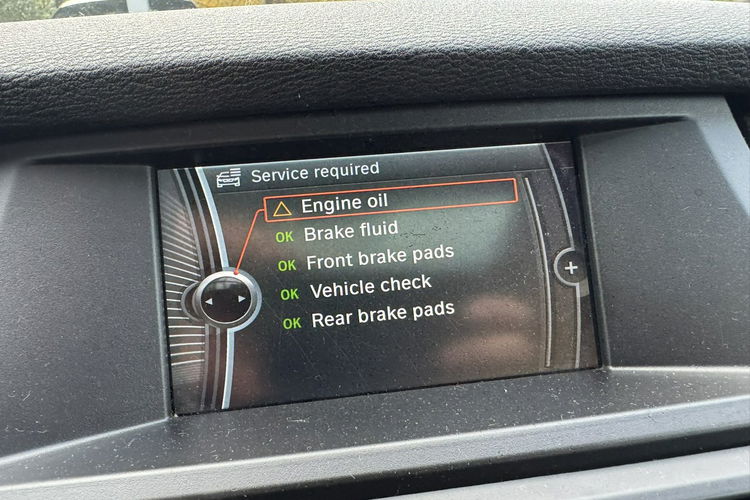 Service required
Engine oil
OK Brake fluid
OK Front brake pads
OK Vehicle check
OK Rear brake pads
+